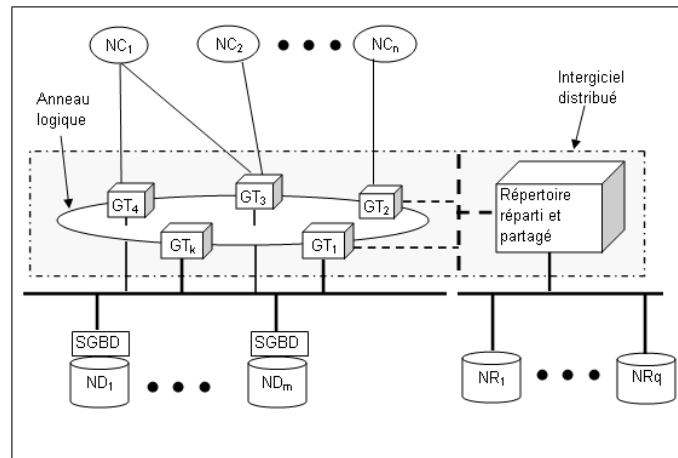 NC1
NC2
NCn
Anneau
logique
Intergiciel
distribué
GT4
GT3
GT2
GTk
GT1
Répertoire
réparti et
partagé
SGBD
SGBD
ND1
NDm
NR1
NRq